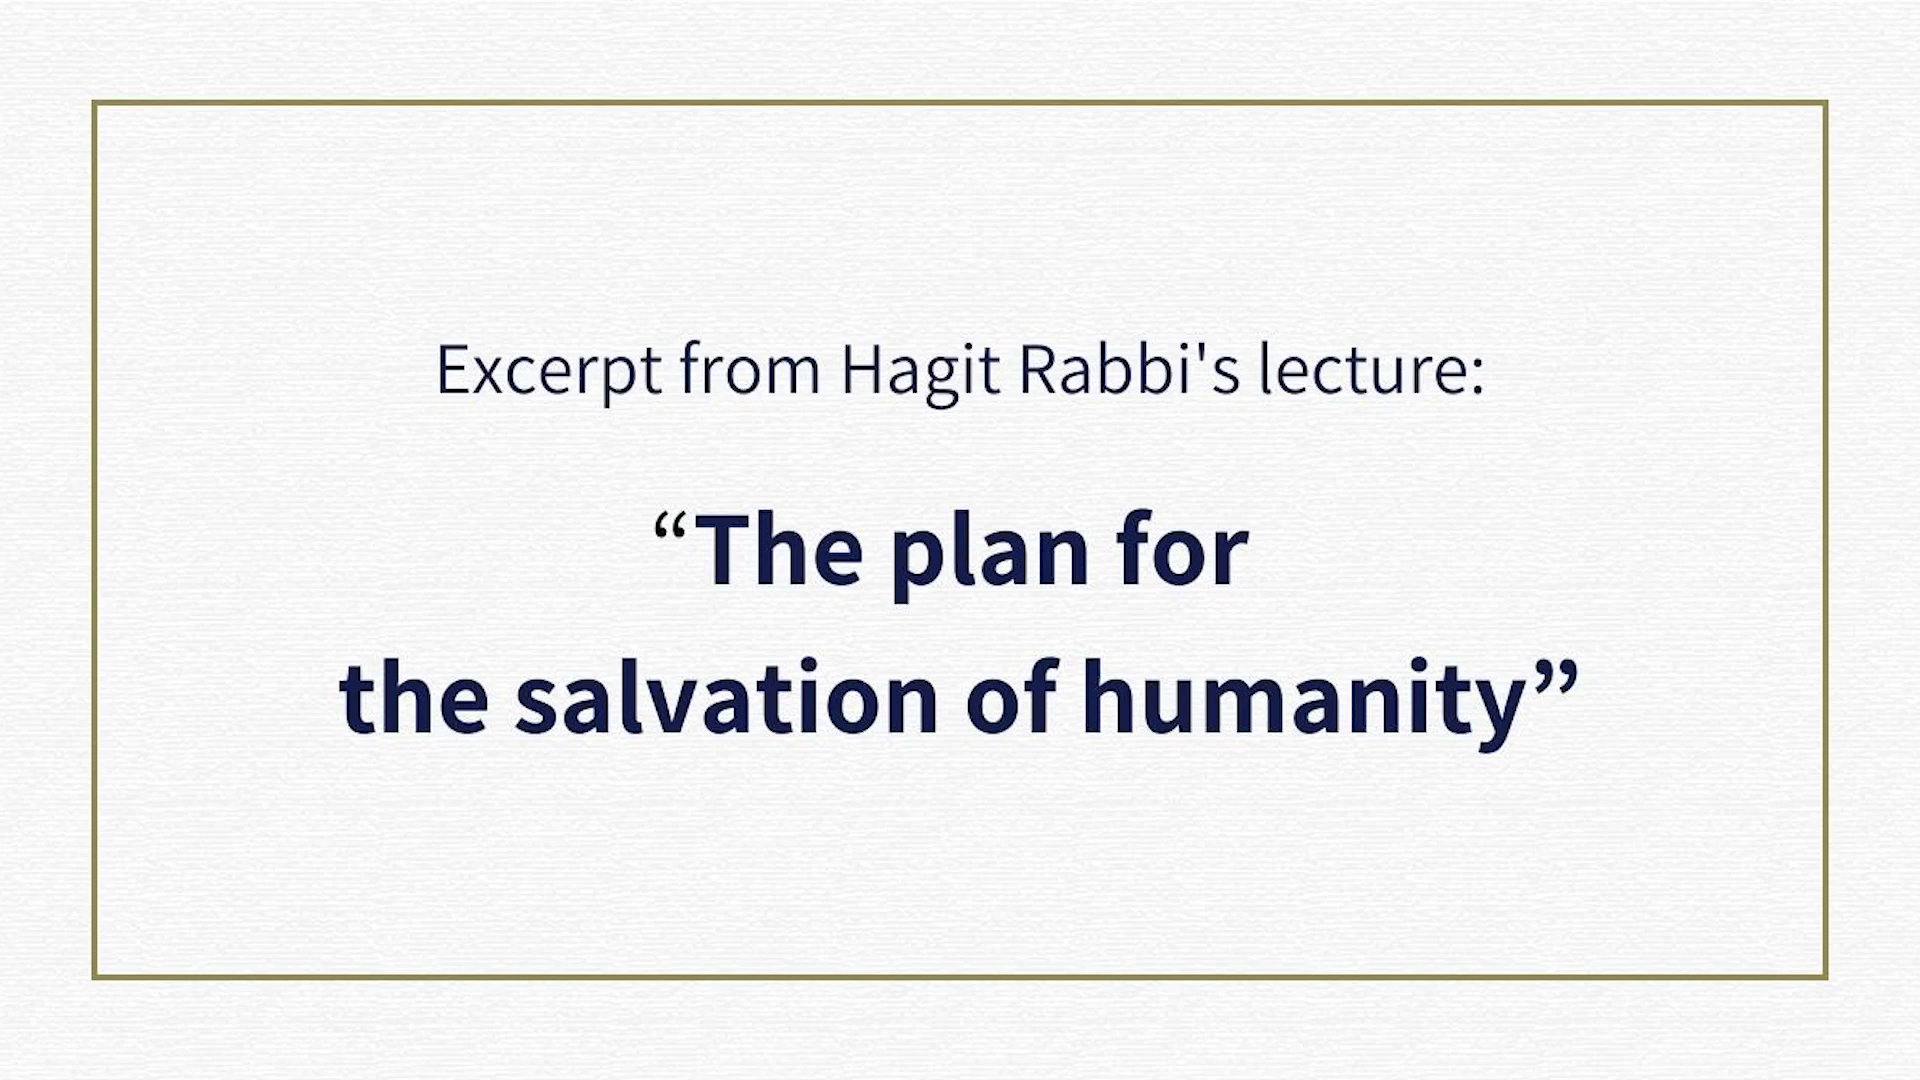 Excerpt from Hagit Rabbi's lecture:
“The plan for
the salvation of humanity”